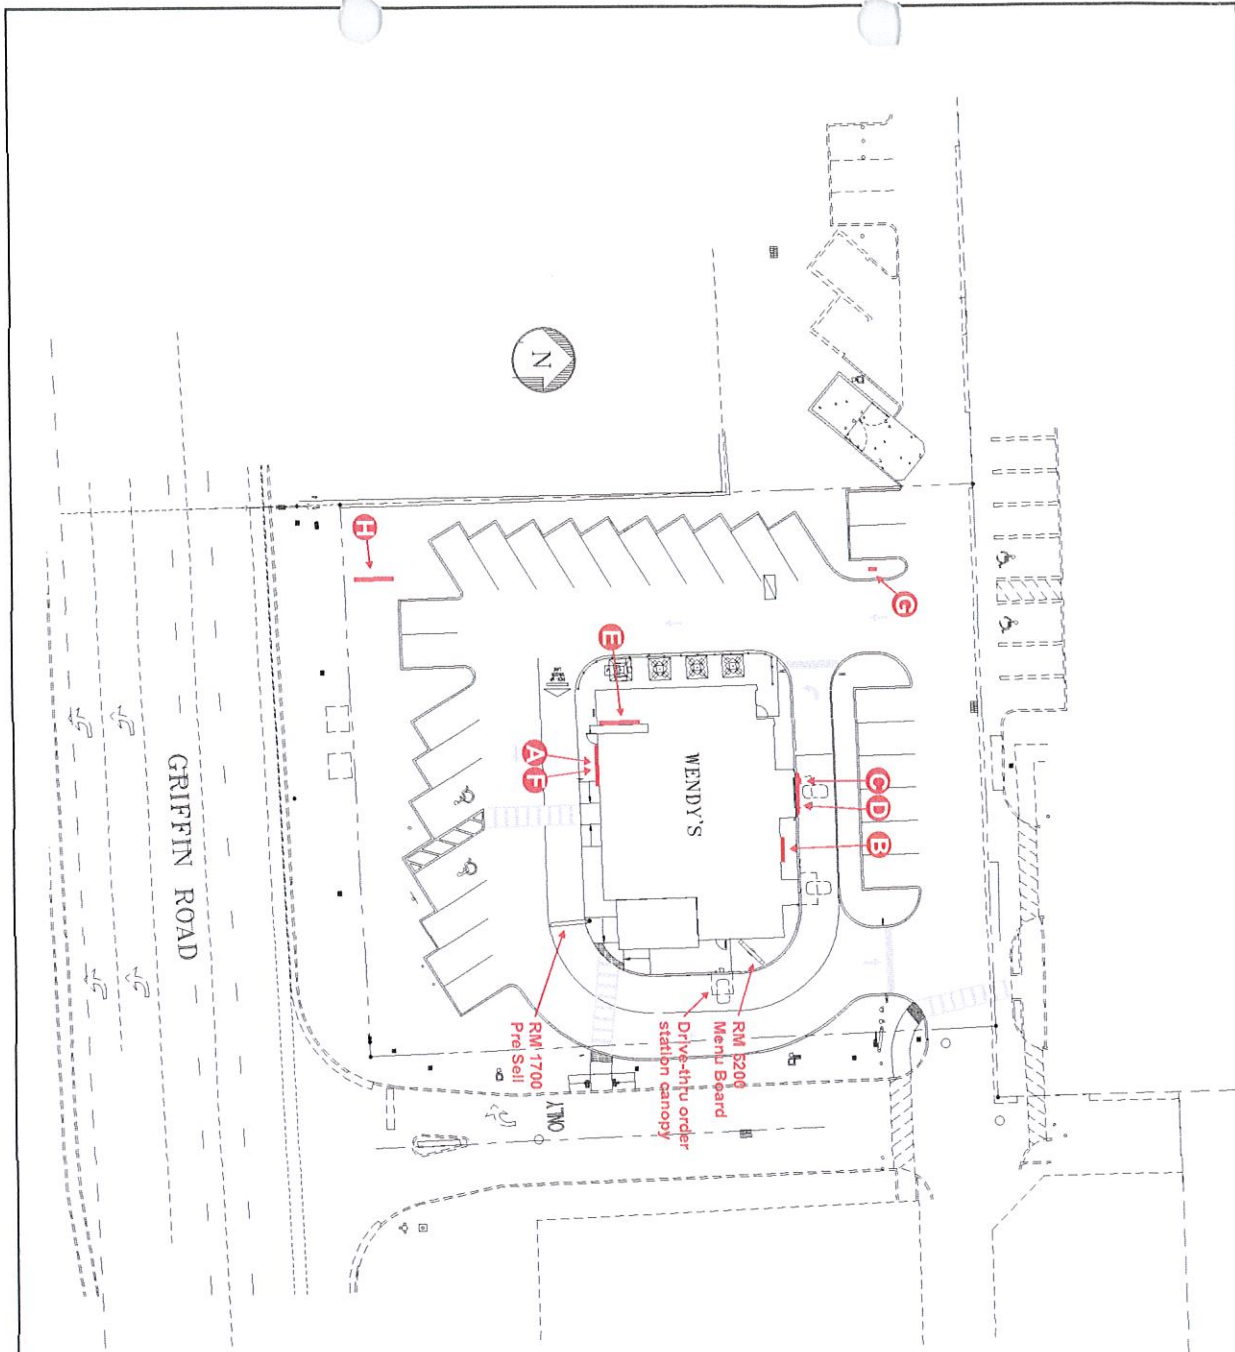 N
H
G
E
A
F
WENDY'S
C
D
B
GRIFFIN ROAD
RM 5200
Menu Board
Drive-thru order
station canopy
RM 1700
Pre Sell
ONLY